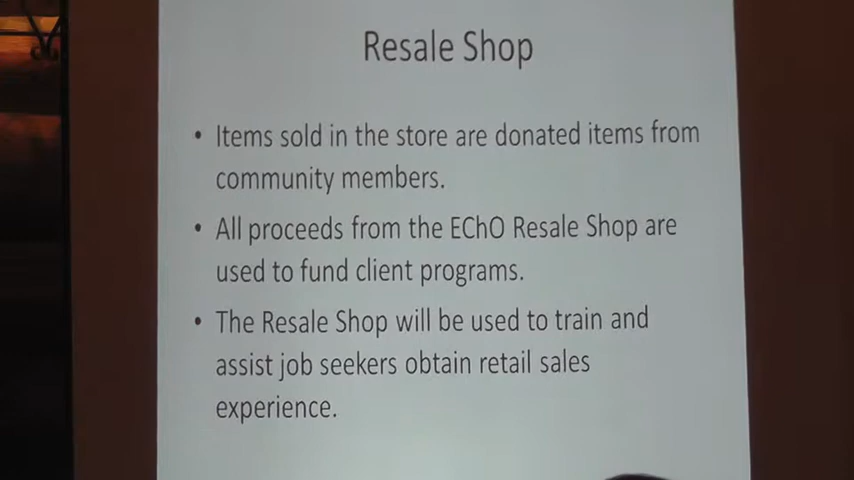 Resale Shop
• Items sold in the store are donated items from
community members.
• All proceeds from the EChO Resale Shop are
used to fund client programs.
• The Resale Shop will be used to train and
assist job seekers obtain retail sales
experience.